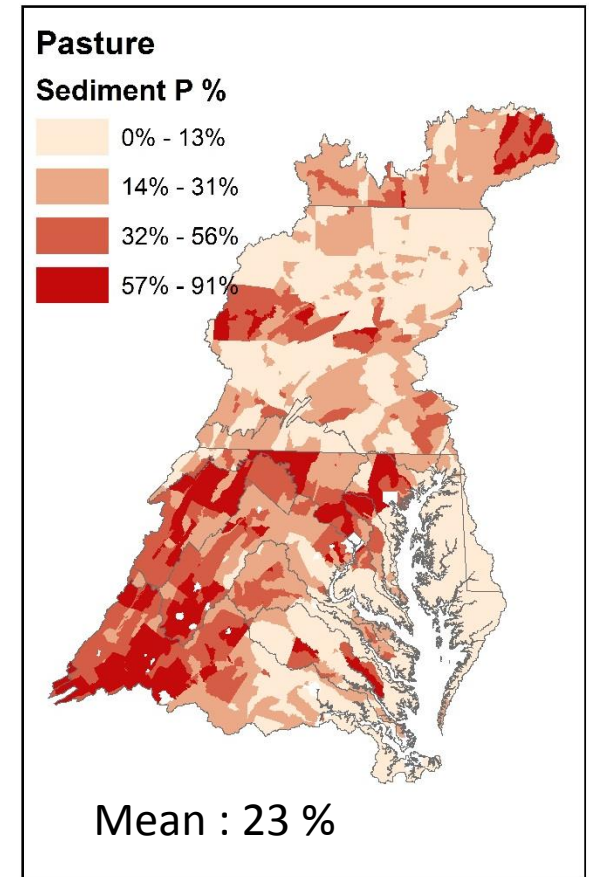 Pasture
Sediment P %
0% - 13%
14% - 31%
32% - 56%
57% - 91%
Mean : 23 %